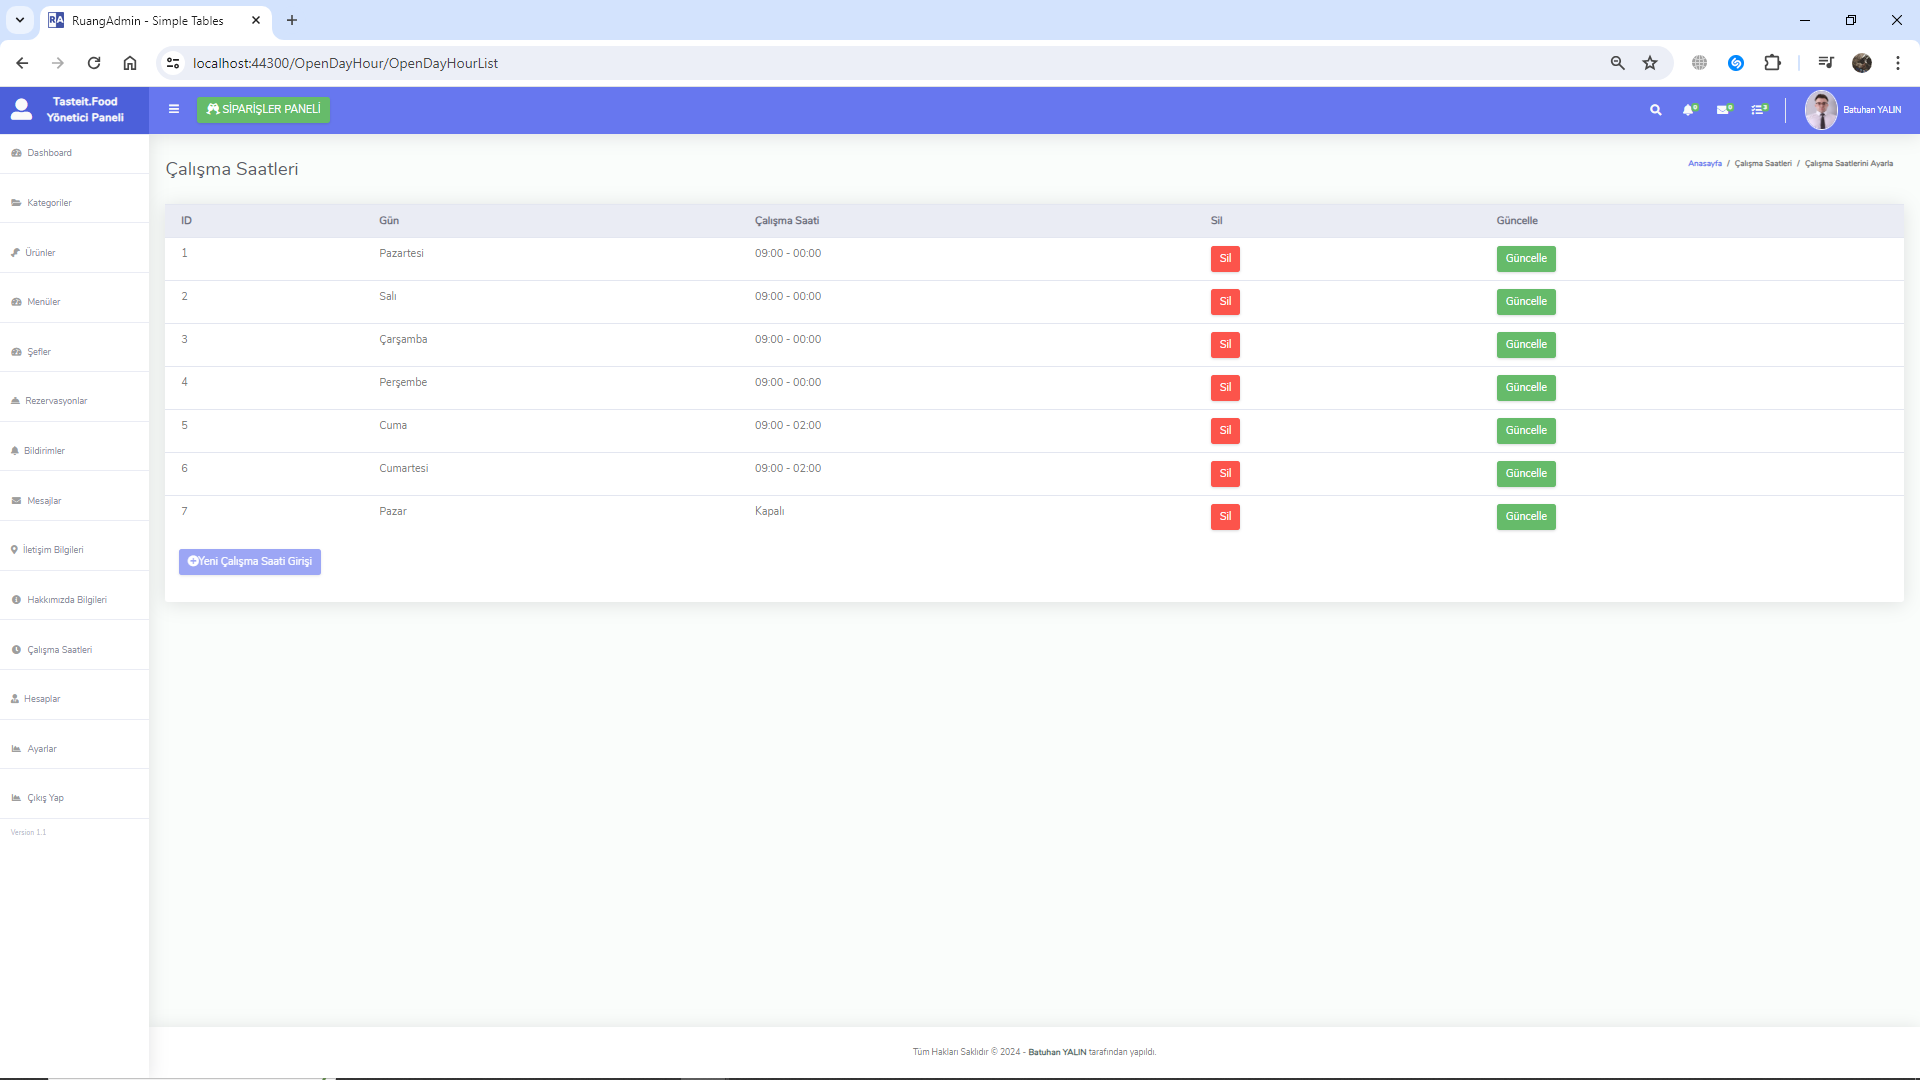 RA RuangAdmin - Simple Tables
localhost:44300/OpenDayHour/OpenDayHourList
Tasteit.Food
Yönetici Paneli
SİPARİŞLER PANELİ
Batuhan YALIN
Dashboard
Kategoriler
Ürünler
Menüler
Şefler
Rezervasyonlar
Bildirimler
Mesajlar
İletişim Bilgileri
Hakkımızda Bilgileri
Çalışma Saatleri
Hesaplar
Ayarlar
Çıkış Yap
Version 1.1
Çalışma Saatleri
Anasayfa / Çalışma Saatleri / Çalışma Saatlerini Ayarla
ID Gün Çalışma Saati Sil Güncelle
1 Pazartesi 09:00 - 00:00 Sil Güncelle
2 Salı 09:00 - 00:00 Sil Güncelle
3 Çarşamba 09:00 - 00:00 Sil Güncelle
4 Perşembe 09:00 - 00:00 Sil Güncelle
5 Cuma 09:00 - 02:00 Sil Güncelle
6 Cumartesi 09:00 - 02:00 Sil Güncelle
7 Pazar Kapalı Sil Güncelle
Yeni Çalışma Saati Girişi
Tüm Hakları Saklıdır © 2024 - Batuhan YALIN tarafından yapıldı.